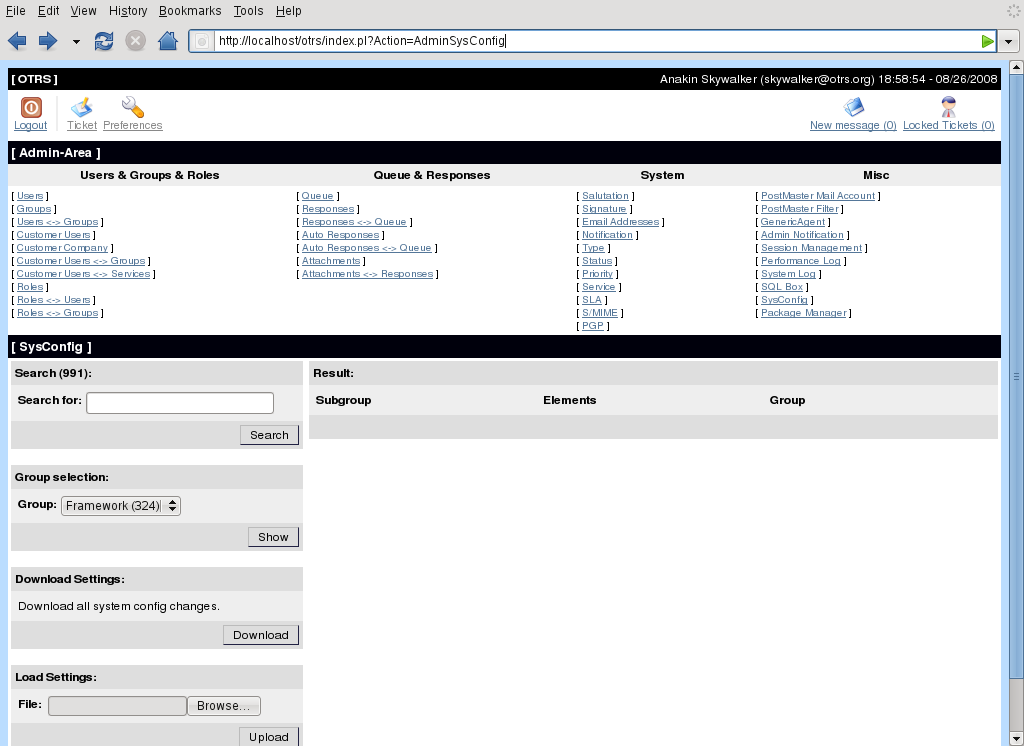 File Edit View History Bookmarks Tools Help
http://localhost/otrs/index.pl?Action=AdminSysConfig
[ OTRS ] Anakin Skywalker (skywalker@otrs.org) 18:58:54 - 08/26/2008
Logout Ticket Preferences New message (0) Locked Tickets (0)
[ Admin-Area ]
Users & Groups & Roles Queue & Responses System Misc
[ Users ] [ Queue ] [ Salutation ] [ PostMaster Mail Account ]
[ Groups ] [ Responses ] [ Signature ] [ PostMaster Filter ]
[ Users <-> Groups ] [ Responses <-> Queue ] [ Email Addresses ] [ GenericAgent ]
[ Customer Users ] [ Auto Responses ] [ Notification ] [ Admin Notification ]
[ Customer Company ] [ Auto Responses <-> Queue ] [ Type ] [ Session Management ]
[ Customer Users <-> Groups ] [ Attachments ] [ Status ] [ Performance Log ]
[ Customer Users <-> Services ] [ Attachments <-> Responses ] [ Priority ] [ System Log ]
[ Roles ] [ Service ] [ SQL Box ]
[ Roles <-> Users ] [ SLA ] [ SysConfig ]
[ Roles <-> Groups ] [ S/MIME ] [ Package Manager ]
[ PGP ]
[ SysConfig ]
Search (991): Result:
Search for: Subgroup Elements Group
Search
Group selection:
Group: Framework (324)
Show
Download Settings:
Download all system config changes.
Download
Load Settings:
File: Browse...
Upload